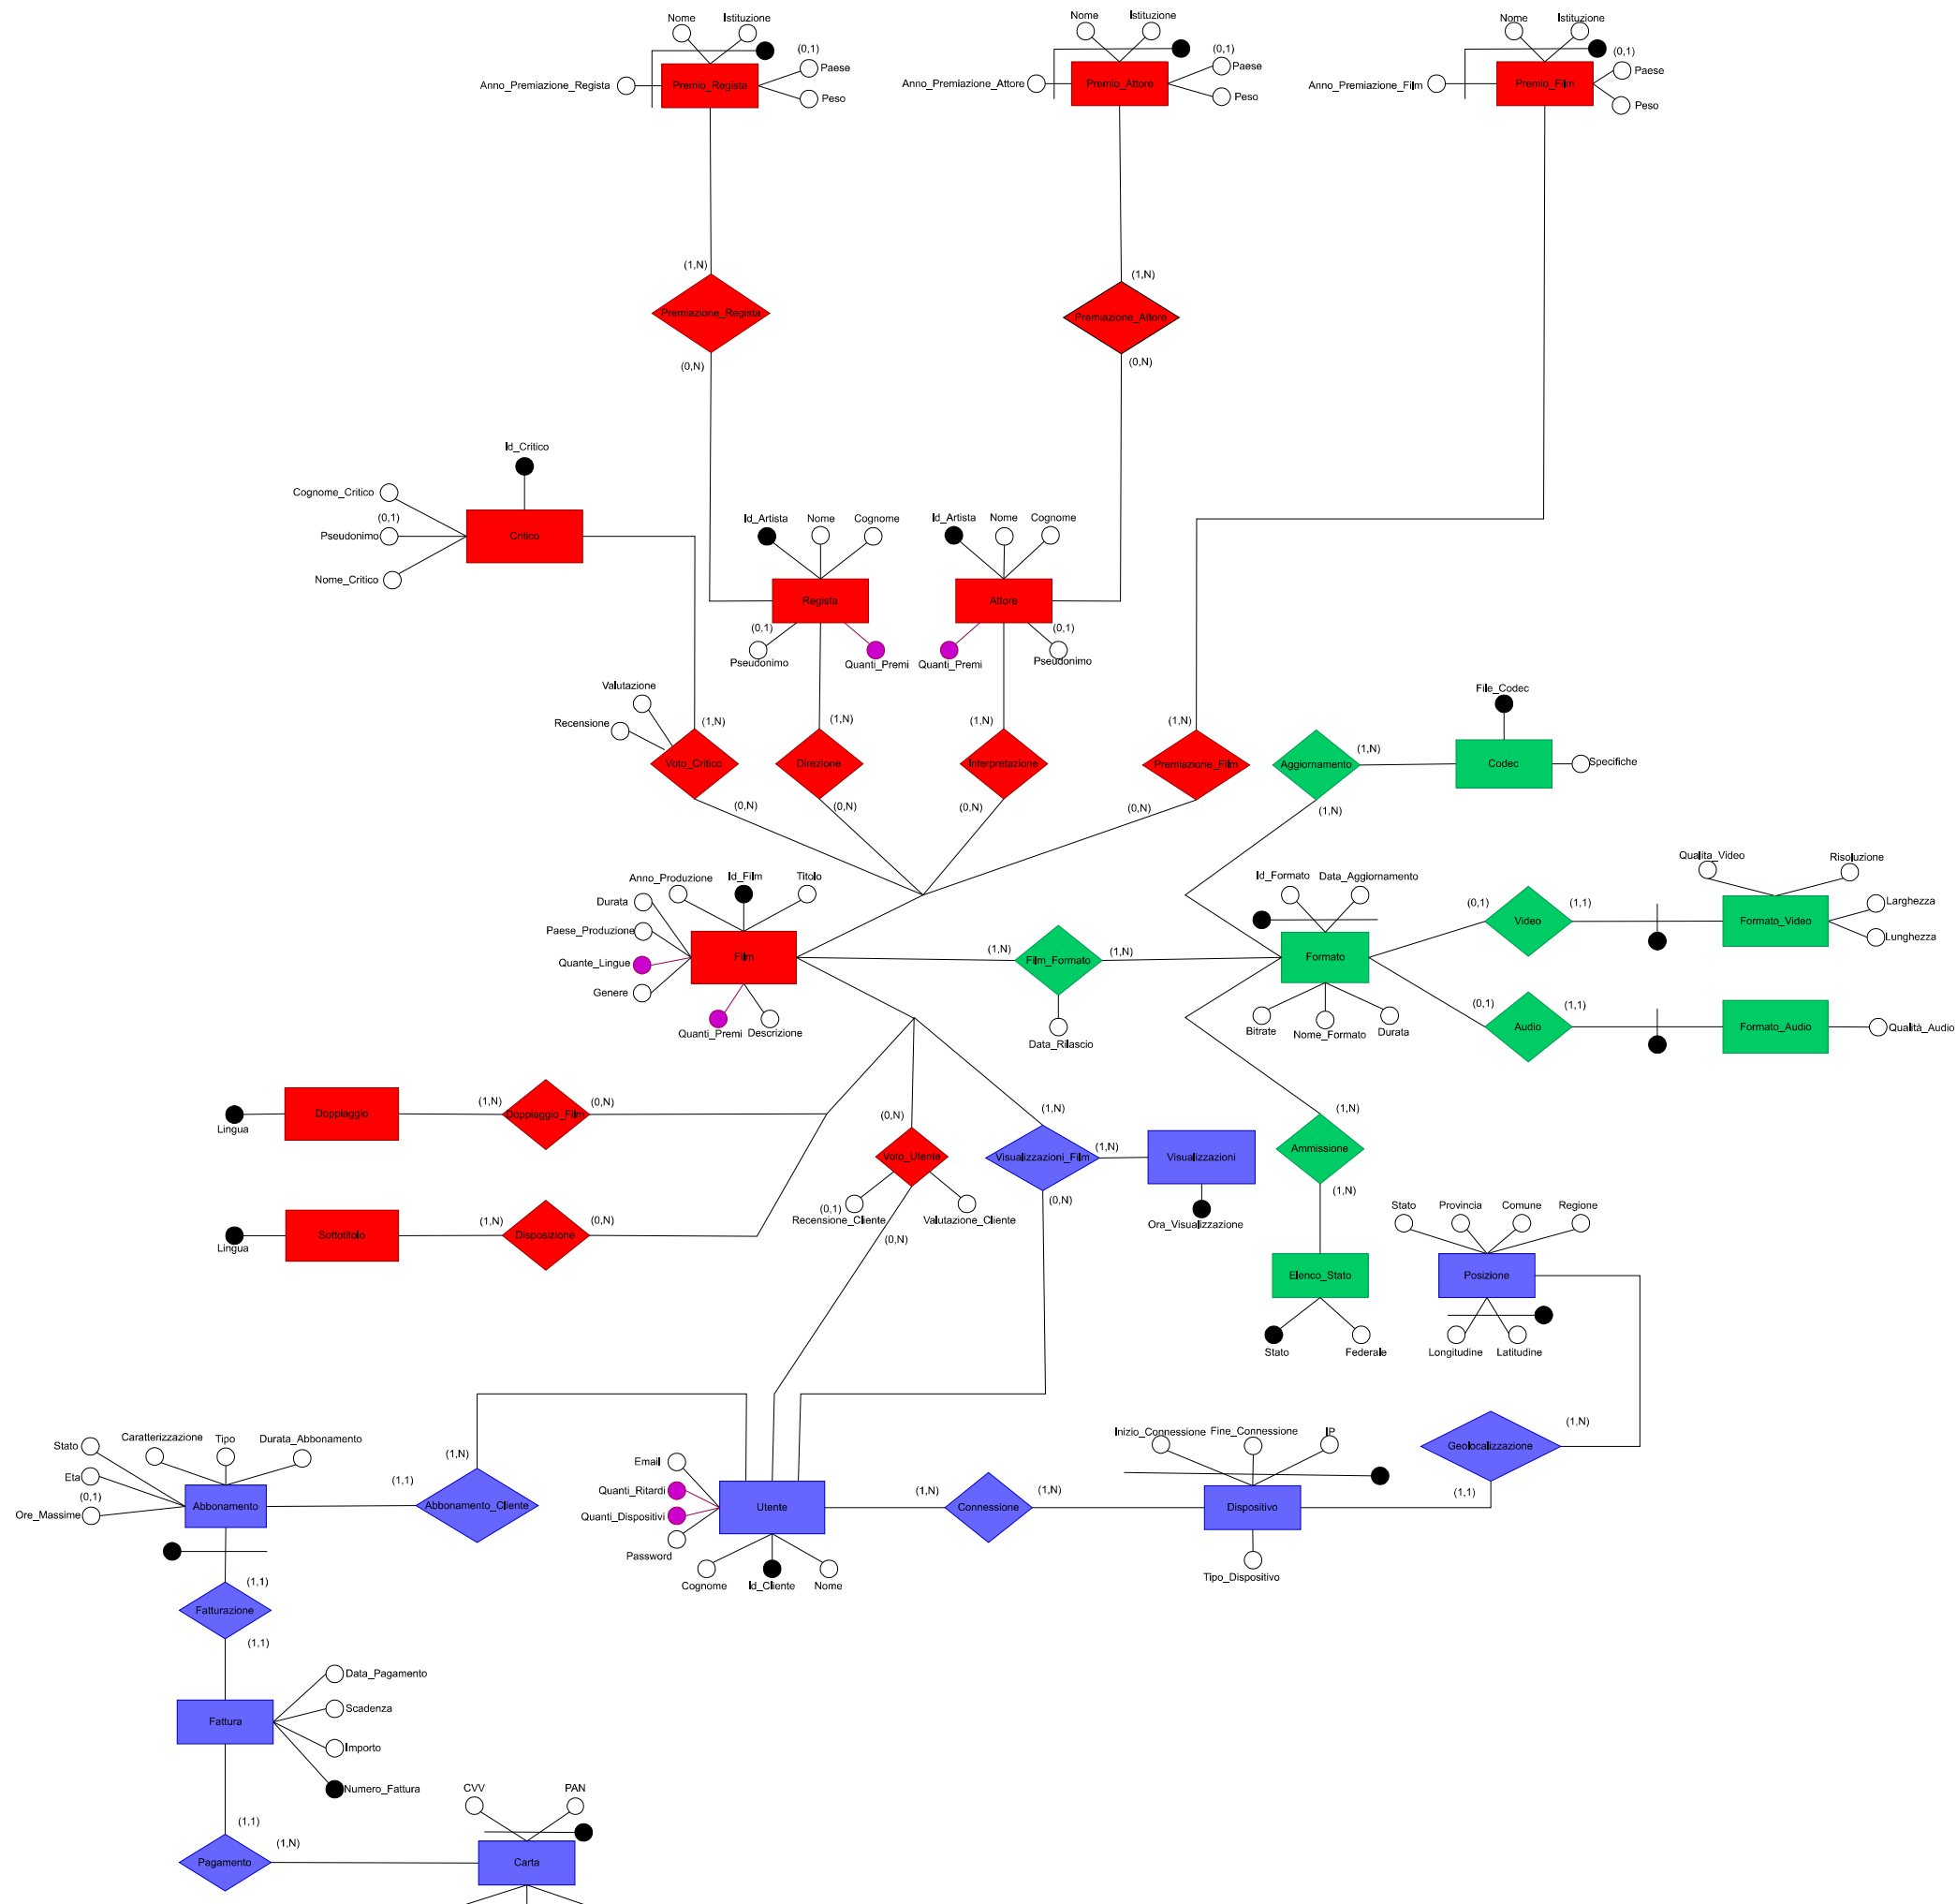 Nome
Istituzione
(0,1)
Paese
Anno_Premiazione_Regista
Premio_Regista
Peso
Nome
Istituzione
(0,1)
Paese
Anno_Premiazione_Attore
Premio_Attore
Peso
Nome
Istituzione
(0,1)
Paese
Anno_Premiazione_Film
Premio_Film
Peso
(1,N)
Premiazione_Regista
(0,N)
(1,N)
Premiazione_Attore
(0,N)
Id_Critico
Cognome_Critico
(0,1)
Pseudonimo
Critico
Nome_Critico
Id_Artista
Nome
Cognome
Regista
(0,1)
Pseudonimo
Quanti_Premi
Id_Artista
Nome
Cognome
Attore
(0,1)
Quanti_Premi
Pseudonimo
Valutazione
Recensione
(1,N)
Voto_Critico
(0,N)
(1,N)
Direzione
(0,N)
(1,N)
Interpretazione
(0,N)
(1,N)
Premiazione_Film
(0,N)
File_Codec
Aggiornamento
(1,N)
Codec
Specifiche
(1,N)
Anno_Produzione
Id_Film
Titolo
Durata
Paese_Produzione
Quante_Lingue
Film
Genere
Quanti_Premi
Descrizione
(1,N)
Film_Formato
(1,N)
Data_Rilascio
Id_Formato
Data_Aggiornamento
Formato
Bitrate
Nome_Formato
Durata
(0,1)
Video
(1,1)
Qualita_Video
Risoluzione
Formato_Video
Larghezza
Lunghezza
(0,1)
Audio
(1,1)
Formato_Audio
Qualità_Audio
Lingua
Doppiaggio
(1,N)
Doppiaggio_Film
(0,N)
Lingua
Sottotitolo
(1,N)
Disposizione
(0,N)
(0,N)
Voto_Utente
(0,1)
Recensione_Cliente
Valutazione_Cliente
(0,N)
(1,N)
Visualizzazioni_Film
(1,N)
Visualizzazioni
(0,N)
Ora_Visualizzazione
(1,N)
Ammissione
(1,N)
Elenco_Stato
Stato
Federale
Stato
Provincia
Comune
Regione
Posizione
Longitudine
Latitudine
(1,N)
Geolocalizzazione
(1,1)
Stato
Caratterizzazione
Tipo
Durata_Abbonamento
Eta
(0,1)
Ore_Massime
Abbonamento
(1,1)
(1,N)
Abbonamento_Cliente
Email
Quanti_Ritardi
Quanti_Dispositivi
Password
Utente
Cognome
Id_Cliente
Nome
(1,N)
Connessione
(1,N)
Inizio_Connessione
Fine_Connessione
IP
Dispositivo
Tipo_Dispositivo
(1,1)
Fatturazione
(1,1)
Fattura
Data_Pagamento
Scadenza
Importo
Numero_Fattura
(1,1)
Pagamento
(1,N)
CVV
PAN
Carta